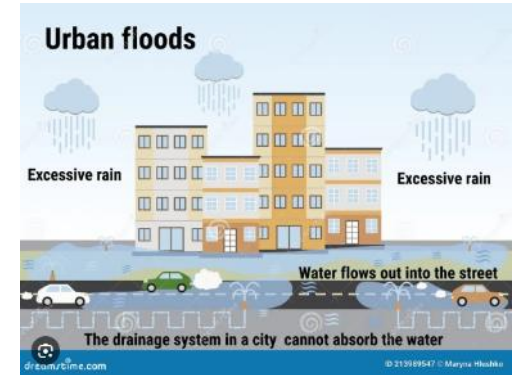 Urban floods
Excessive rain
Excessive rain
Water flows out into the street
The drainage system in a city cannot absorb the water
dreamstime.com
ID 213989547 © Maryna Hlushko